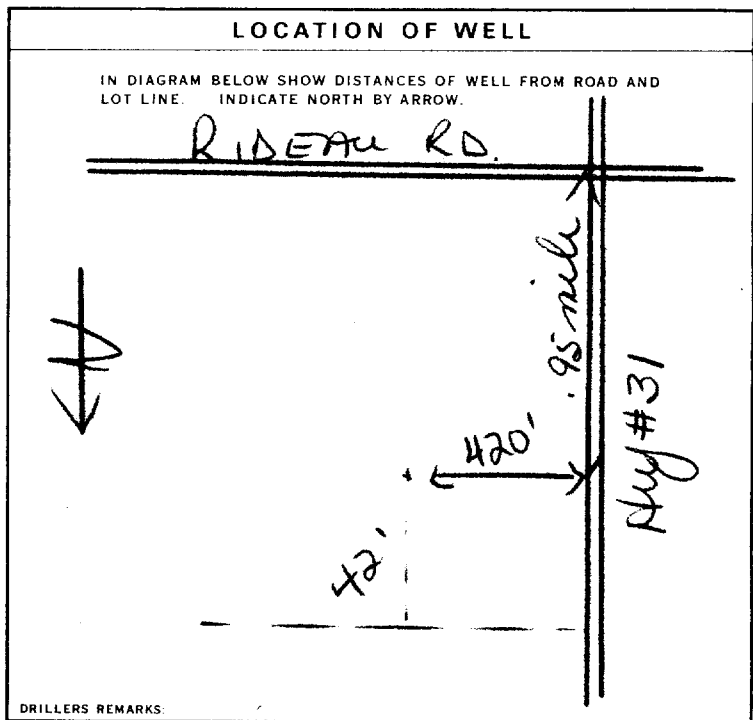 LOCATION OF WELL
IN DIAGRAM BELOW SHOW DISTANCES OF WELL FROM ROAD AND
LOT LINE. INDICATE NORTH BY ARROW.
RIDEAU RD.
.95 mile
Hwy #31
420'
42'
N
DRILLERS REMARKS: